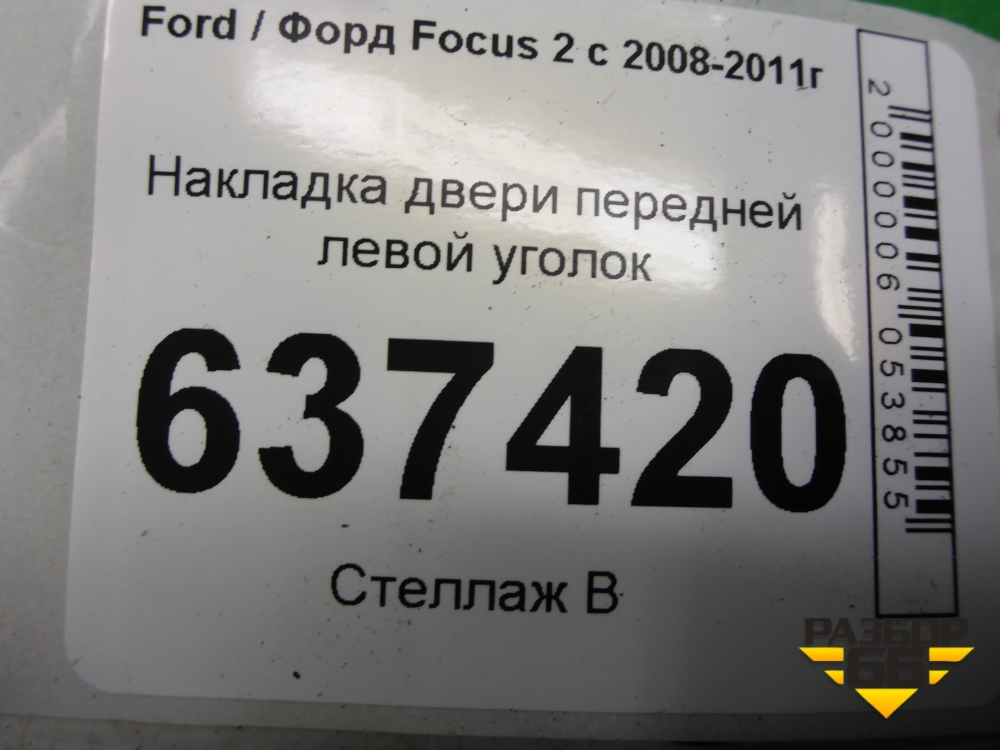 Ford / Форд Focus 2 с 2008-2011г
Накладка двери передней
левой уголок
637420
Стеллаж В
2000006053855
РАЗБОР
66